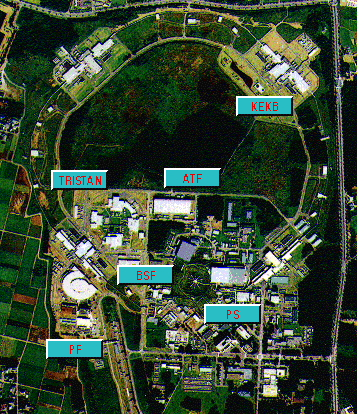 KEKB
TRISTAN
ATF
BSF
PS
PF